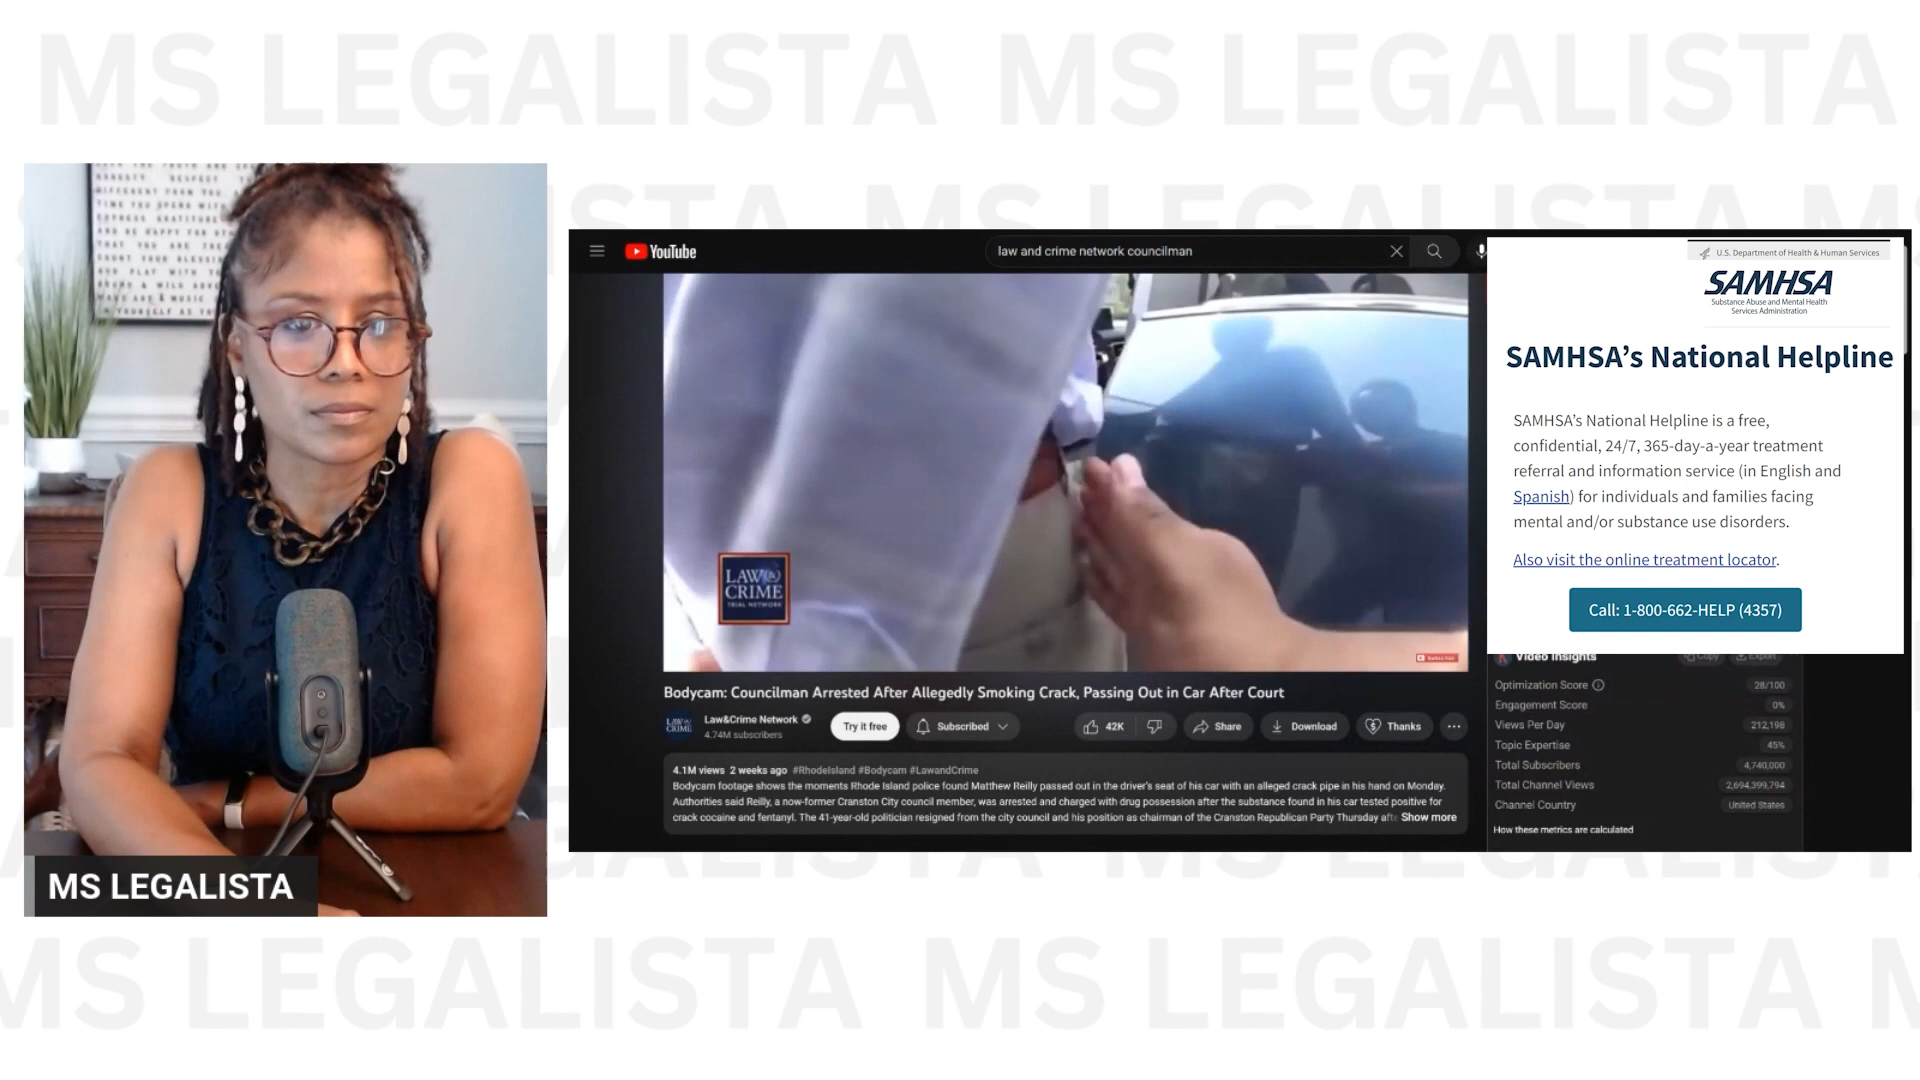 MS LEGALISTA MS LEGALISTA
YouTube
law and crime network councilman
LAW & CRIME
TRIAL NETWORK
Bodycam: Councilman Arrested After Allegedly Smoking Crack, Passing Out in Car After Court
LAW & CRIME
Law&Crime Network
4.74M subscribers
Try it free
Subscribed
42K
Share
Download
Thanks
4.1M views 2 weeks ago #RhodeIsland #Bodycam #LawandCrime
Bodycam footage shows the moments Rhode Island police found Matthew Reilly passed out in the driver's seat of his car with an alleged crack pipe in his hand on Monday.
Authorities said Reilly, a now-former Cranston City council member, was arrested and charged with drug possession after the substance found in his car tested positive for
crack cocaine and fentanyl. The 41-year-old politician resigned from the city council and his position as chairman of the Cranston Republican Party Thursday afte Show more
U.S. Department of Health & Human Services
SAMHSA
Substance Abuse and Mental Health
Services Administration
SAMHSA's National Helpline
SAMHSA's National Helpline is a free,
confidential, 24/7, 365-day-a-year treatment
referral and information service (in English and
Spanish) for individuals and families facing
mental and/or substance use disorders.
Also visit the online treatment locator.
Call: 1-800-662-HELP (4357)
Video Insights
Copy
Export
Optimization Score 28/100
Engagement Score 0%
Views Per Day 212,198
Topic Expertise 45%
Total Subscribers 4,740,000
Total Channel Views 2,694,399,794
Channel Country United States
How these metrics are calculated
MS LEGALISTA
MS LEGALISTA MS LEGALISTA